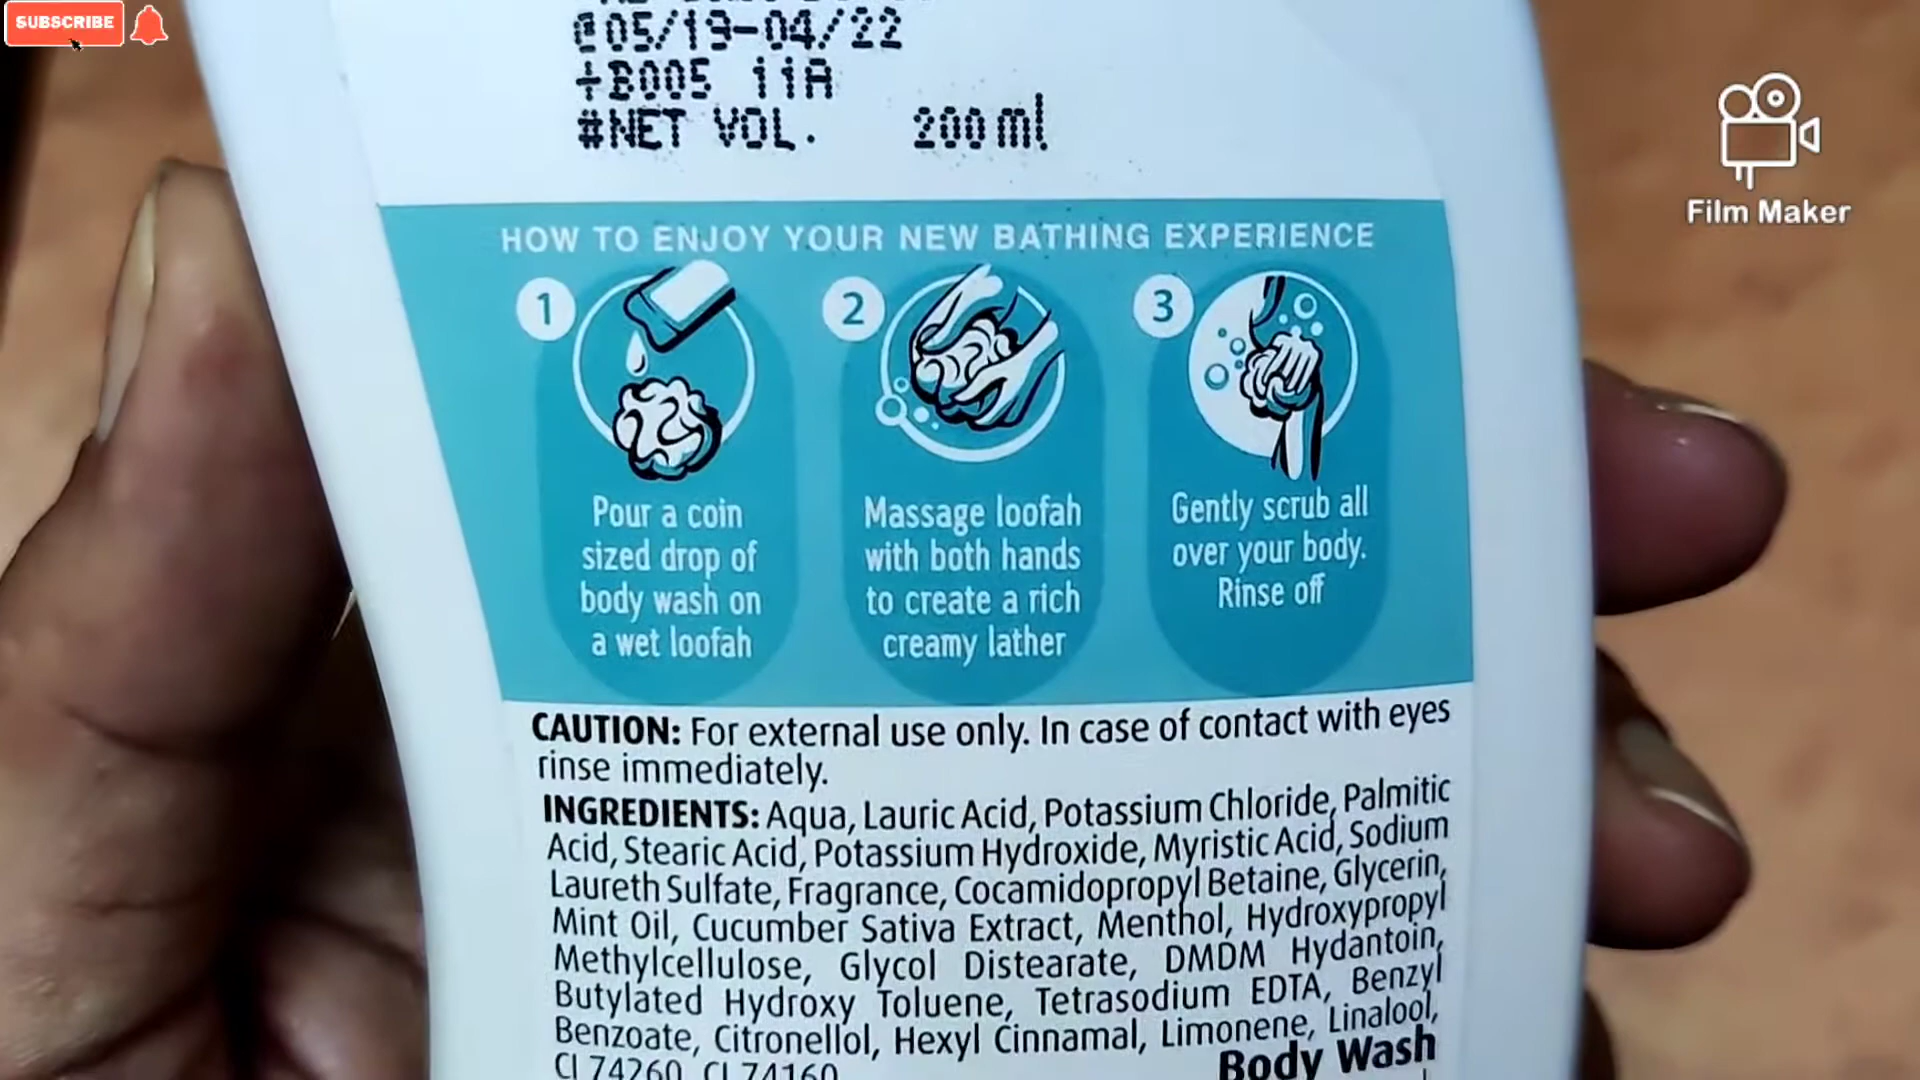 SUBSCRIBE
@05/19-04/22
+B005 11A
#NET VOL. 200ml
Film Maker
HOW TO ENJOY YOUR NEW BATHING EXPERIENCE
1
Pour a coin
sized drop of
body wash on
a wet loofah
2
Massage loofah
with both hands
to create a rich
creamy lather
3
Gently scrub all
over your body.
Rinse off
CAUTION: For external use only. In case of contact with eyes
rinse immediately.
INGREDIENTS: Aqua, Lauric Acid, Potassium Chloride, Palmitic
Acid, Stearic Acid, Potassium Hydroxide, Myristic Acid, Sodium
Laureth Sulfate, Fragrance, Cocamidopropyl Betaine, Glycerin,
Mint Oil, Cucumber Sativa Extract, Menthol, Hydroxypropyl
Methylcellulose, Glycol Distearate, DMDM Hydantoin,
Butylated Hydroxy Toluene, Tetrasodium EDTA, Benzyl
Benzoate, Citronellol, Hexyl Cinnamal, Limonene, Linalool,
CI 74260, CI 74160
Body Wash